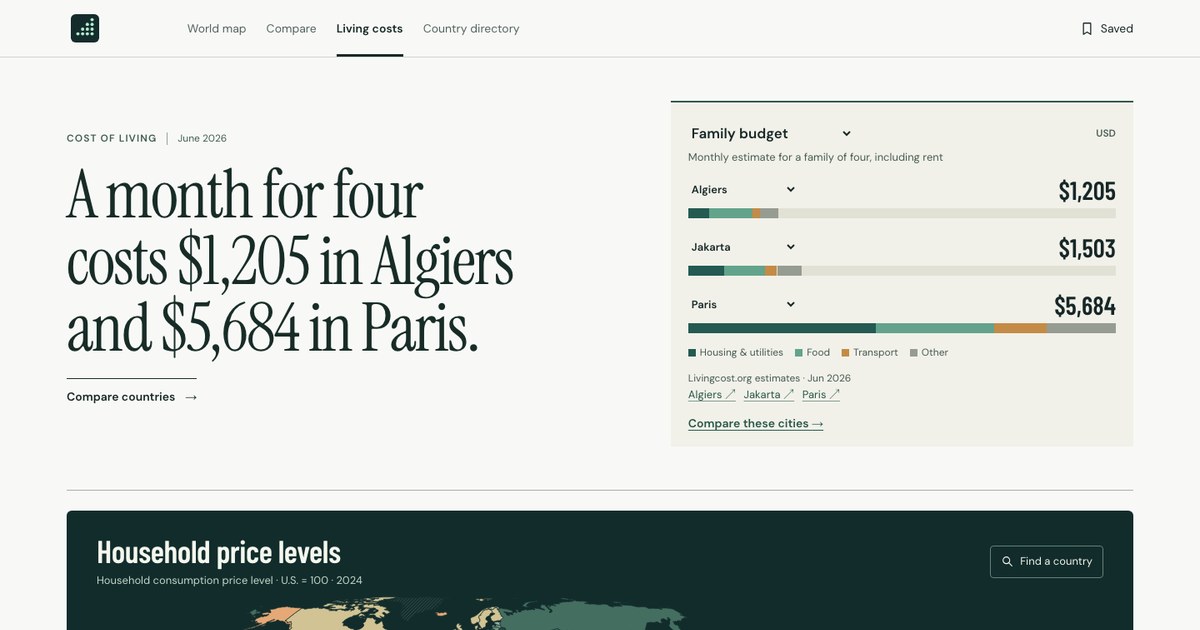 World map Compare Living costs Country directory Saved
COST OF LIVING | June 2026
A month for four
costs $1,205 in Algiers
and $5,684 in Paris.
Compare countries →
Family budget USD
Monthly estimate for a family of four, including rent
Algiers $1,205
Jakarta $1,503
Paris $5,684
Housing & utilities Food Transport Other
Livingcost.org estimates · Jun 2026
Algiers ↗ Jakarta ↗ Paris ↗
Compare these cities →
Household price levels
Household consumption price level · U.S. = 100 · 2024
Find a country